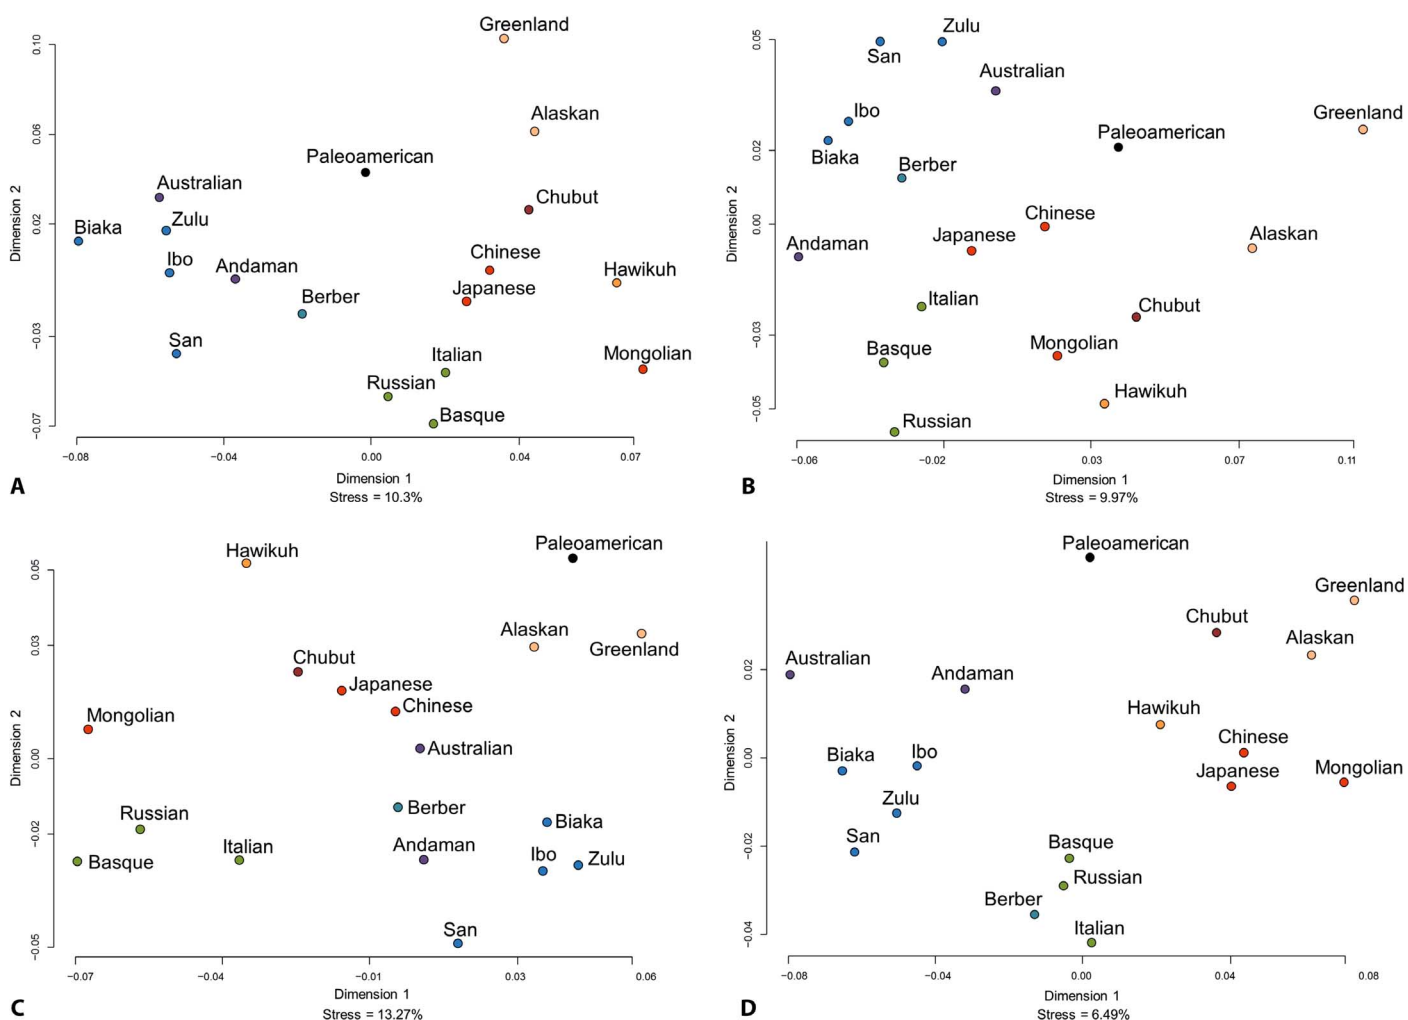 Greenland
0.10
Alaskan
0.06
Paleoamerican
Australian
Chubut
Zulu
0.02
Biaka
Ibo
Andaman
Chinese
Hawikuh
Japanese
Berber
−0.03
San
Italian
Mongolian
Russian
Basque
−0.07
Dimension 2
−0.08 −0.04 0.00 0.04 0.07
Dimension 1
Stress = 10.3%
A
0.05
Zulu
San
Australian
Greenland
Ibo
Paleoamerican
0.02
Biaka
Berber
Chinese
0.00
Japanese
Alaskan
Andaman
Italian
Chubut
−0.03
Mongolian
Basque
Hawikuh
−0.05
Russian
Dimension 2
−0.06 −0.02 0.03 0.07 0.11
Dimension 1
Stress = 9.97%
B
Paleoamerican
Hawikuh
0.05
Alaskan
0.03
Greenland
Chubut
Japanese
Chinese
Mongolian
Australian
0.00
Berber
Russian
Biaka
−0.02
Italian
Andaman
Ibo
Zulu
Basque
San
−0.05
Dimension 2
−0.07 −0.04 −0.01 0.03 0.06
Dimension 1
Stress = 13.27%
C
Paleoamerican
Greenland
Chubut
Alaskan
Australian
0.02
Andaman
Hawikuh
Chinese
Ibo
Biaka
0.00
Japanese
Mongolian
Zulu
San
−0.02
Basque
Russian
Berber
Italian
−0.04
Dimension 2
−0.08 −0.04 0.00 0.04 0.08
Dimension 1
Stress = 6.49%
D